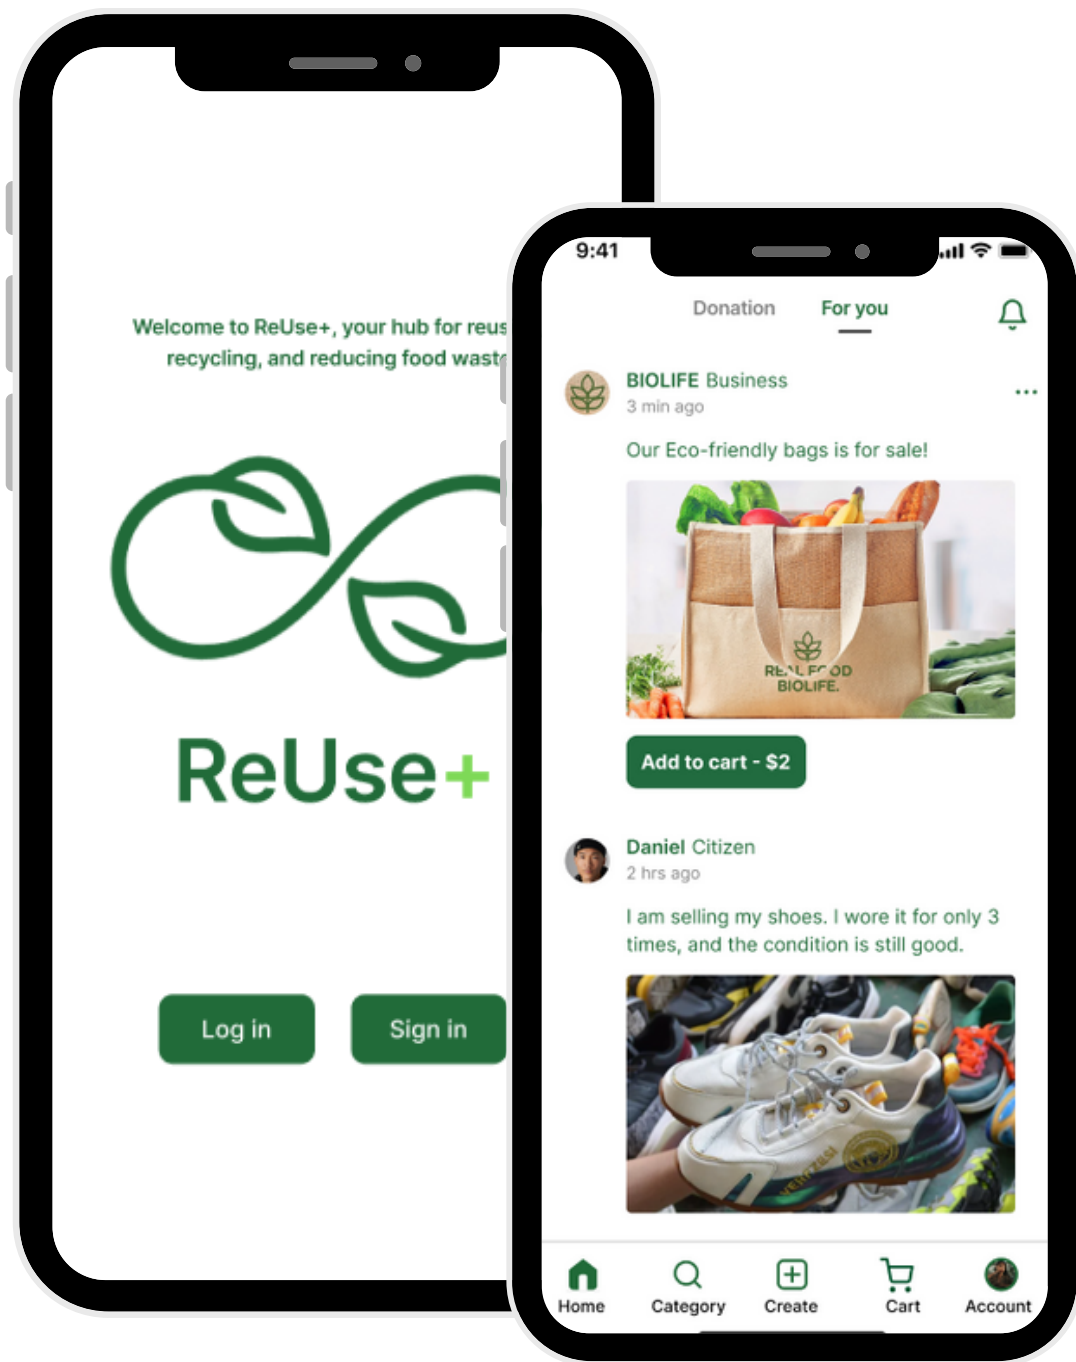 Welcome to ReUse+, your hub for reus
recycling, and reducing food wast
ReUse+
Log in
Sign in
9:41
Donation
For you
BIOLIFE Business
3 min ago
Our Eco-friendly bags is for sale!
REAL FOOD
BIOLIFE.
Add to cart - $2
Daniel Citizen
2 hrs ago
I am selling my shoes. I wore it for only 3
times, and the condition is still good.
Home
Category
Create
Cart
Account